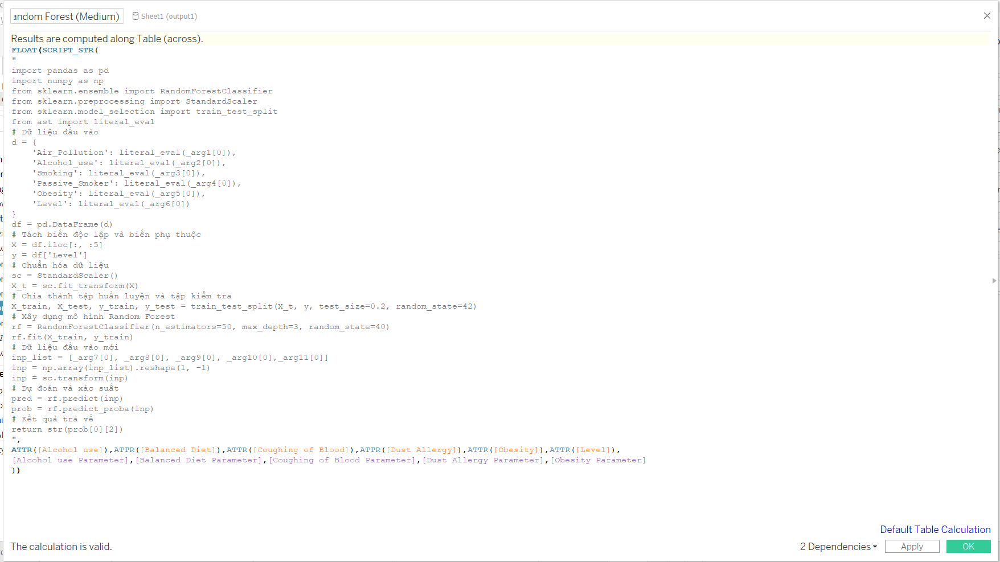 andom Forest (Medium)
Sheet1 (output1)
Results are computed along Table (across).
FLOAT(SCRIPT_STR(
"
import pandas as pd
import numpy as np
from sklearn.ensemble import RandomForestClassifier
from sklearn.preprocessing import StandardScaler
from sklearn.model_selection import train_test_split
from ast import literal_eval
# Dữ liệu đầu vào
d = {
    'Air_Pollution': literal_eval(_arg1[0]),
    'Alcohol_use': literal_eval(_arg2[0]),
    'Smoking': literal_eval(_arg3[0]),
    'Passive_Smoker': literal_eval(_arg4[0]),
    'Obesity': literal_eval(_arg5[0]),
    'Level': literal_eval(_arg6[0])
}
df = pd.DataFrame(d)
# Tách biến độc lập và biến phụ thuộc
X = df.iloc[:, :5]
y = df['Level']
# Chuẩn hóa dữ liệu
sc = StandardScaler()
X_t = sc.fit_transform(X)
# Chia thành tập huấn luyện và tập kiểm tra
X_train, X_test, y_train, y_test = train_test_split(X_t, y, test_size=0.2, random_state=42)
# Xây dựng mô hình Random Forest
rf = RandomForestClassifier(n_estimators=50, max_depth=3, random_state=40)
rf.fit(X_train, y_train)
# Dữ liệu đầu vào mới
inp_list = [_arg7[0], _arg8[0], _arg9[0], _arg10[0],_arg11[0]]
inp = np.array(inp_list).reshape(1, -1)
inp = sc.transform(inp)
# Dự đoán và xác suất
pred = rf.predict(inp)
prob = rf.predict_proba(inp)
# Kết quả trả về
return str(prob[0][2])
",
ATTR([Alcohol use]),ATTR([Balanced Diet]),ATTR([Coughing of Blood]),ATTR([Dust Allergy]),ATTR([Obesity]),ATTR([Level]),
[Alcohol use Parameter],[Balanced Diet Parameter],[Coughing of Blood Parameter],[Dust Allergy Parameter],[Obesity Parameter]
))
Default Table Calculation
The calculation is valid.
2 Dependencies
Apply
OK